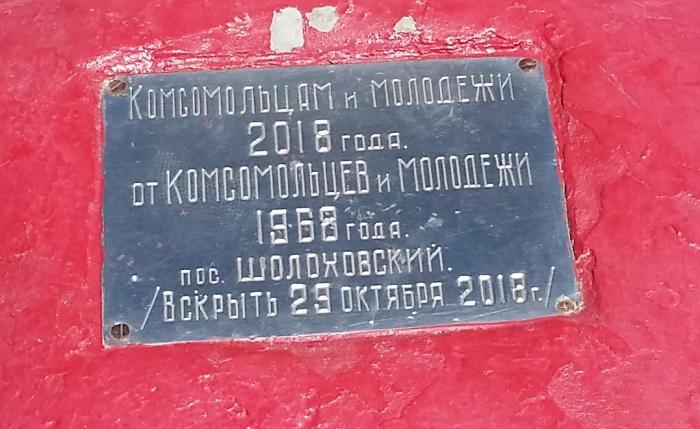 Комсомольцам и молодежи
2018 года.
от Комсомольцев и Молодежи
1968 года.
пос. Шолоховский.
/Вскрыть 29 октября 2018 г./